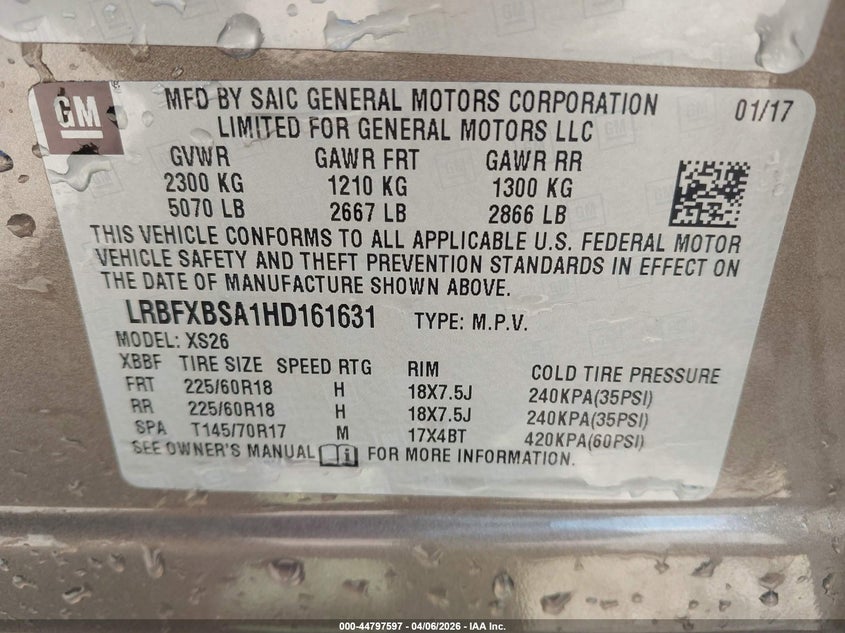 GM
MFD BY SAIC GENERAL MOTORS CORPORATION 01/17
LIMITED FOR GENERAL MOTORS LLC
GVWR GAWR FRT GAWR RR
2300 KG 1210 KG 1300 KG
5070 LB 2667 LB 2866 LB
THIS VEHICLE CONFORMS TO ALL APPLICABLE U.S. FEDERAL MOTOR
VEHICLE SAFETY AND THEFT PREVENTION STANDARDS IN EFFECT ON
THE DATE OF MANUFACTURE SHOWN ABOVE.
LRBFXBSA1HD161631 TYPE: M.P.V.
MODEL: XS26
XBBF TIRE SIZE SPEED RTG RIM COLD TIRE PRESSURE
FRT 225/60R18 H 18X7.5J 240KPA(35PSI)
RR 225/60R18 H 18X7.5J 240KPA(35PSI)
SPA T145/70R17 M 17X4BT 420KPA(60PSI)
SEE OWNER'S MANUAL i FOR MORE INFORMATION.
000-44797597 - 04/06/2026 - IAA Inc.